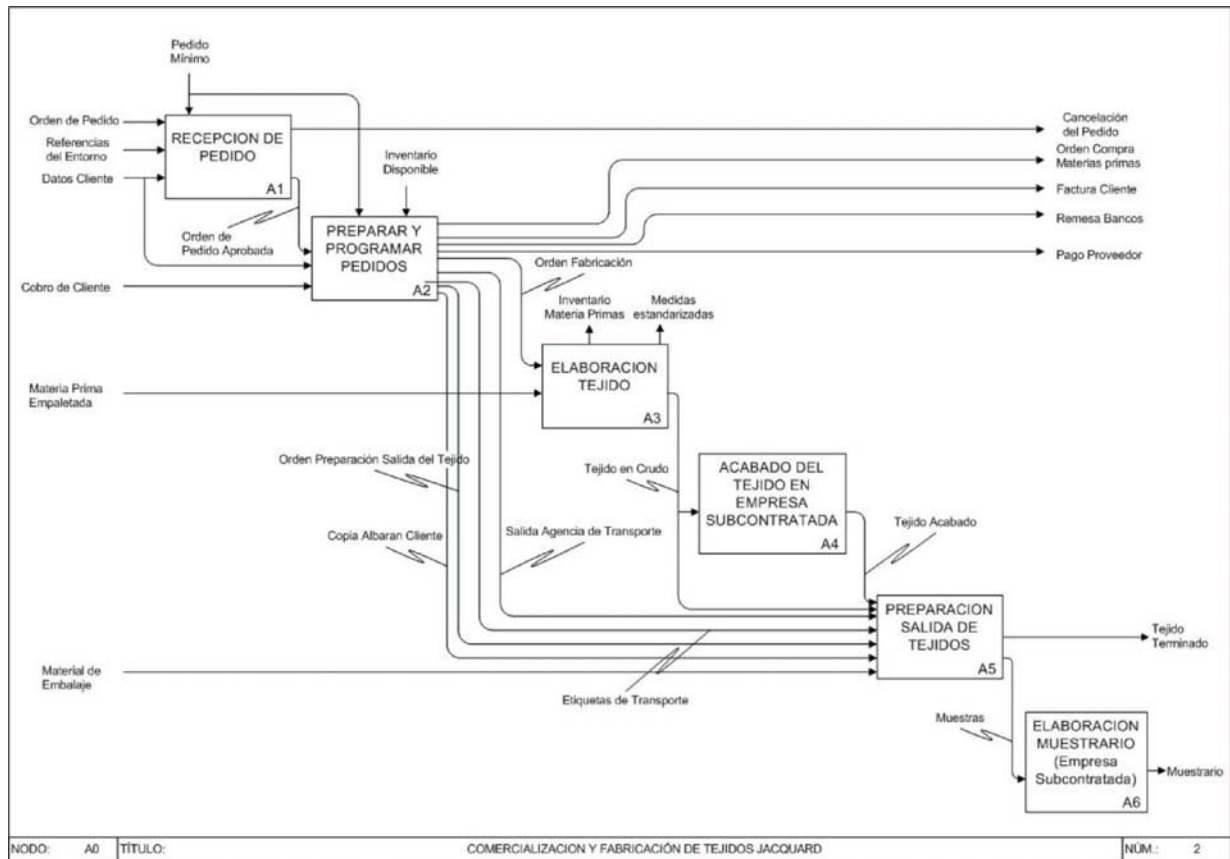 Pedido
Mínimo
Orden de Pedido
Referencias
del Entorno
Datos Cliente
RECEPCION DE
PEDIDO
A1
Inventario
Disponible
Cancelación
del Pedido
Orden Compra
Materias primas
Factura Cliente
Remesa Bancos
Pago Proveedor
Orden de
Pedido Aprobada
PREPARAR Y
PROGRAMAR
PEDIDOS
A2
Cobro de Cliente
Orden Fabricación
Inventario
Materia Primas
Medidas
estandarizadas
ELABORACION
TEJIDO
A3
Materia Prima
Empaletada
Orden Preparación Salida del Tejido
Tejido en Crudo
ACABADO DEL
TEJIDO EN
EMPRESA
SUBCONTRATADA
A4
Copia Albaran Cliente
Salida Agencia de Transporte
Tejido Acabado
PREPARACION
SALIDA DE
TEJIDOS
A5
Tejido
Terminado
Material de
Embalaje
Etiquetas de Transporte
Muestras
ELABORACION
MUESTRARIO
(Empresa
Subcontratada)
A6
Muestrario
NODO: A0 TÍTULO: COMERCIALIZACION Y FABRICACIÓN DE TEJIDOS JACQUARD NÚM.: 2